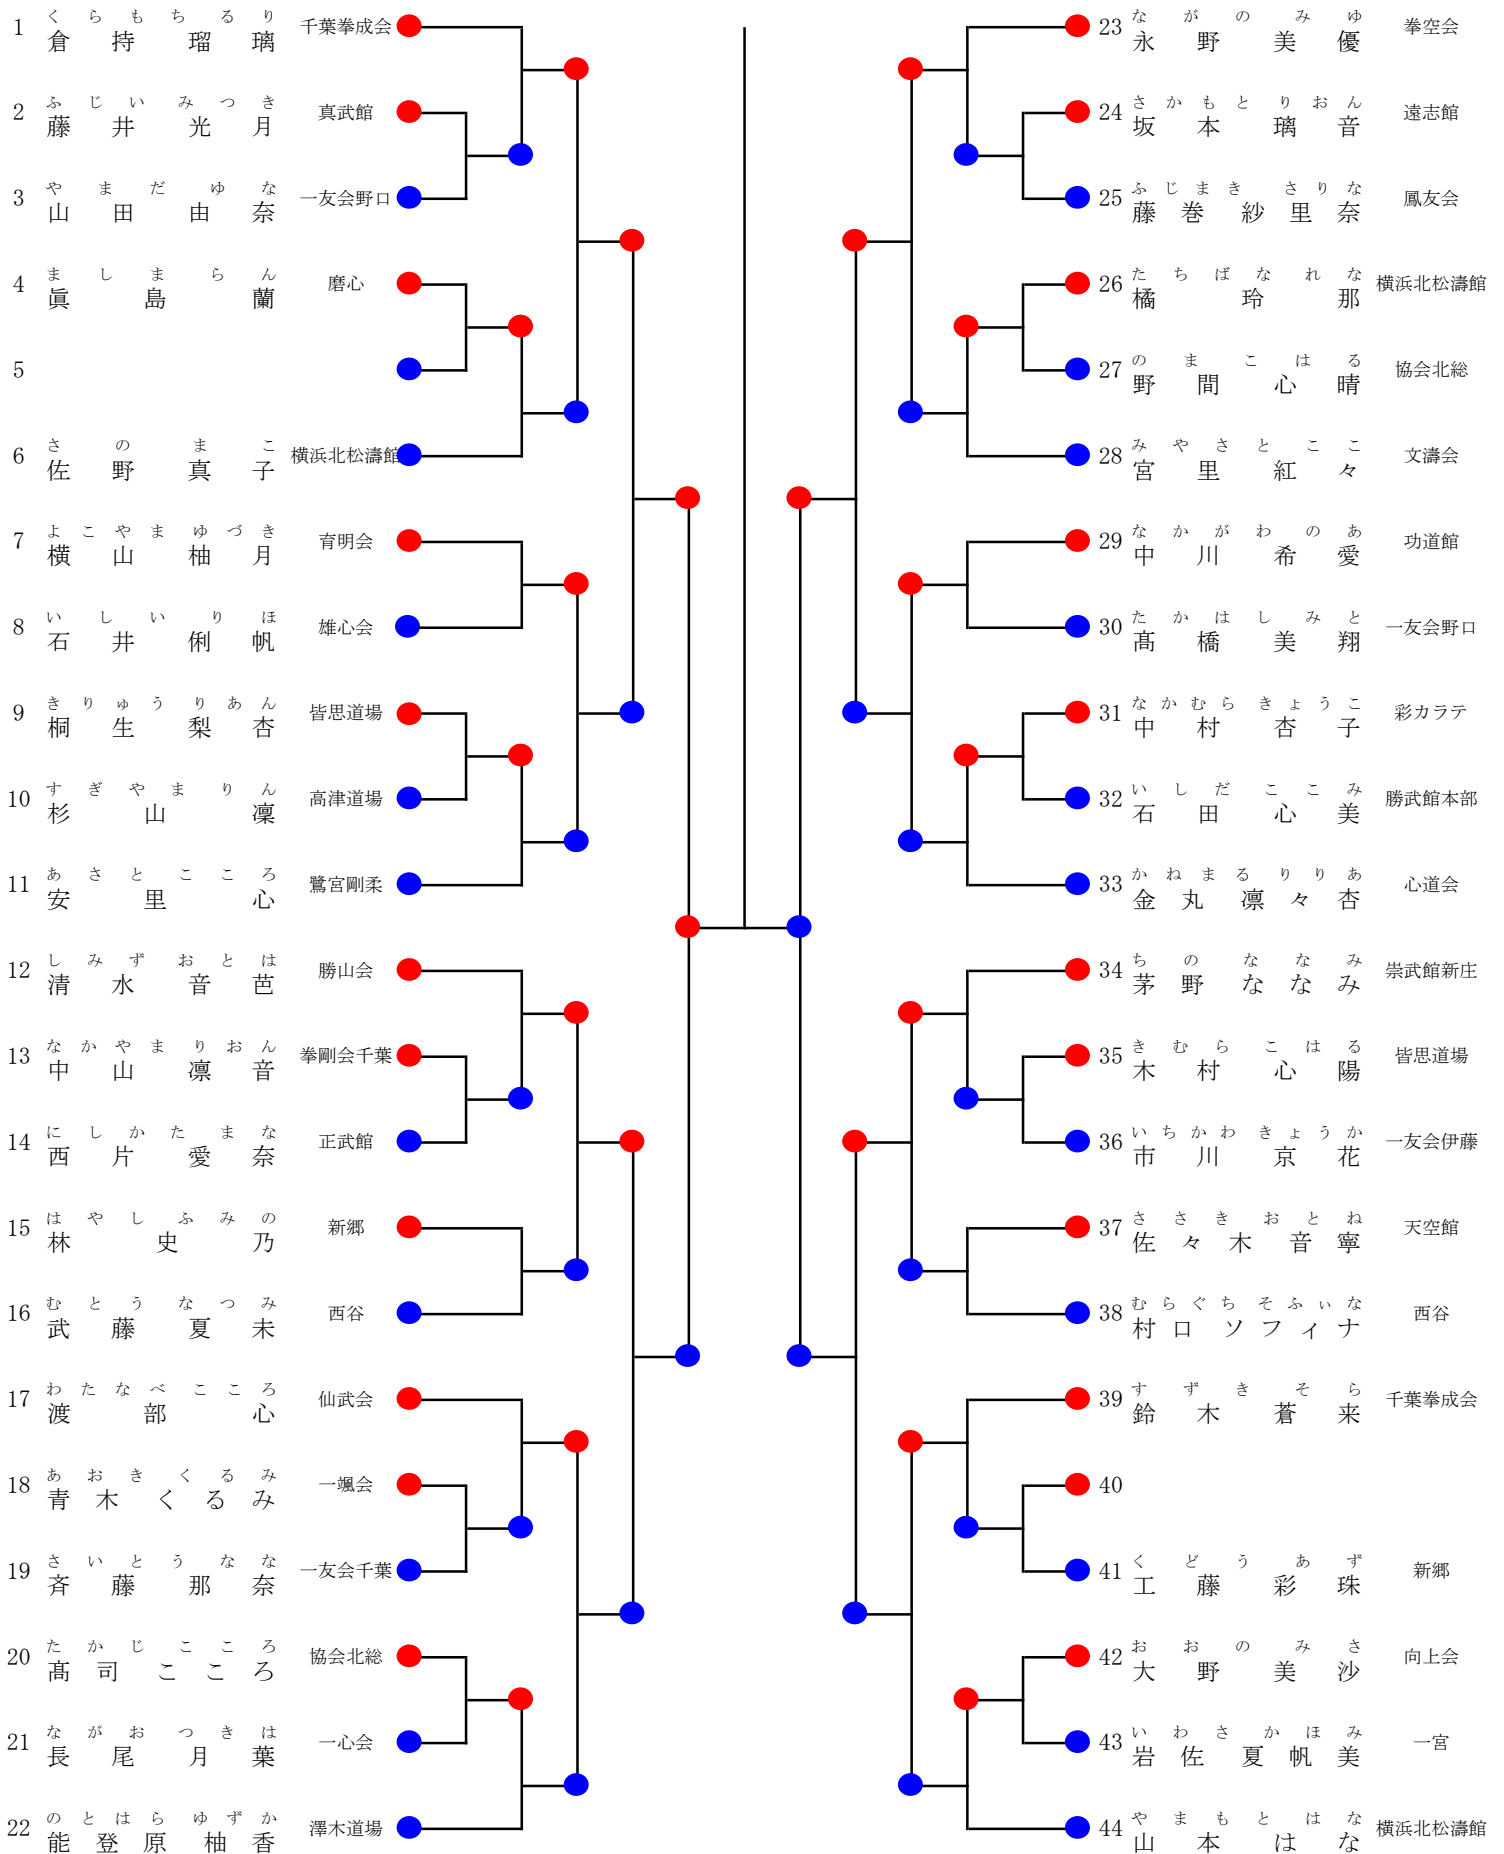 1 くらもちるり 倉持瑠璃 千葉拳成会
2 ふじいみつき 藤井光月 真武館
3 やまだゆな 山田由奈 一友会野口
4 ましまらん 眞島蘭 磨心
5
6 さのまこ 佐野真子 横浜北松濤館
7 よこやまゆづき 横山柚月 育明会
8 いしいりほ 石井俐帆 雄心会
9 きりゅうりあん 桐生梨杏 皆思道場
10 すぎやまりん 杉山凜 高津道場
11 あさとこころ 安里心 鷺宮剛柔
12 しみずおとは 清水音芭 勝山会
13 なかやまりおん 中山凛音 拳剛会千葉
14 にしかたまな 西片愛奈 正武館
15 はやしふみの 林史乃 新郷
16 むとうなつみ 武藤夏未 西谷
17 わたなべこころ 渡部心 仙武会
18 あおきくるみ 青木くるみ 一颯会
19 さいとうなな 斉藤那奈 一友会千葉
20 たかじこころ 髙司こころ 協会北総
21 ながおつきは 長尾月葉 一心会
22 のとはらゆずか 能登原柚香 澤木道場
23 ながのみゆ 永野美優 拳空会
24 さかもとりおん 坂本璃音 遠志館
25 ふじまきさりな 藤巻紗里奈 鳳友会
26 たちばなれな 橘玲那 横浜北松濤館
27 のまこはる 野間心晴 協会北総
28 みやさとここ 宮里紅々 文濤会
29 なかがわのあ 中川希愛 功道館
30 たかはしみと 髙橋美翔 一友会野口
31 なかむらきょうこ 中村杏子 彩カラテ
32 いしだここみ 石田心美 勝武館本部
33 かねまるりりあ 金丸凛々杏 心道会
34 ちのななみ 茅野ななみ 崇武館新庄
35 きむらこはる 木村心陽 皆思道場
36 いちかわきょうか 市川京花 一友会伊藤
37 ささきおとね 佐々木音寧 天空館
38 むらぐちそふぃな 村口ソフィナ 西谷
39 すずきそら 鈴木蒼来 千葉拳成会
40
41 くどうあず 工藤彩珠 新郷
42 おおのみさ 大野美沙 向上会
43 いわさかほみ 岩佐夏帆美 一宮
44 やまもとはな 山本はな 横浜北松濤館